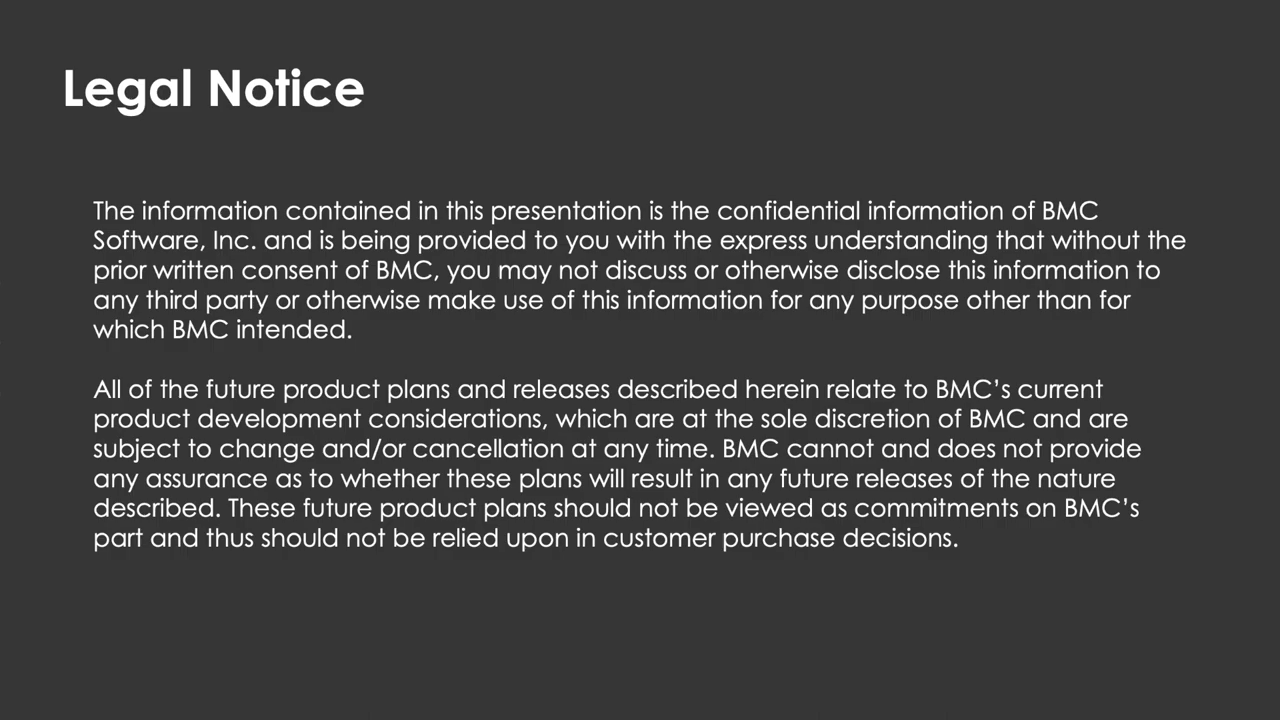 Legal Notice
The information contained in this presentation is the confidential information of BMC
Software, Inc. and is being provided to you with the express understanding that without the
prior written consent of BMC, you may not discuss or otherwise disclose this information to
any third party or otherwise make use of this information for any purpose other than for
which BMC intended.
All of the future product plans and releases described herein relate to BMC’s current
product development considerations, which are at the sole discretion of BMC and are
subject to change and/or cancellation at any time. BMC cannot and does not provide
any assurance as to whether these plans will result in any future releases of the nature
described. These future product plans should not be viewed as commitments on BMC’s
part and thus should not be relied upon in customer purchase decisions.